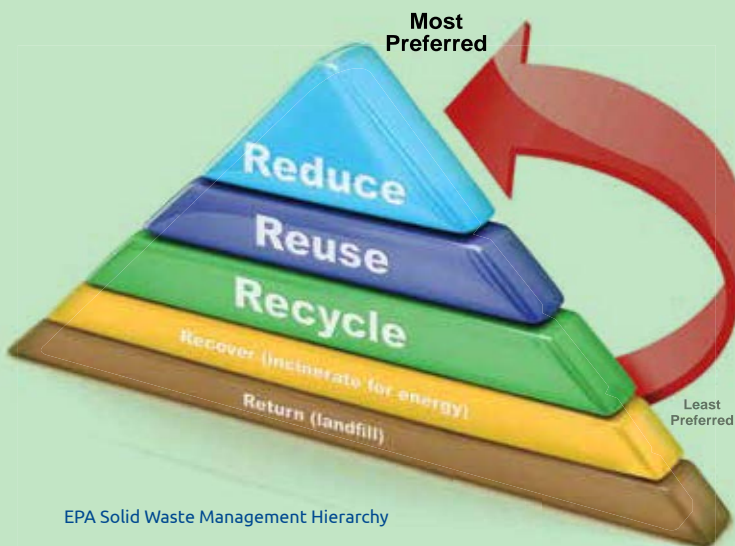 Most
Preferred
Reduce
Reuse
Recycle
Recover (incinerate for energy)
Return (landfill)
Least
Preferred
EPA Solid Waste Management Hierarchy